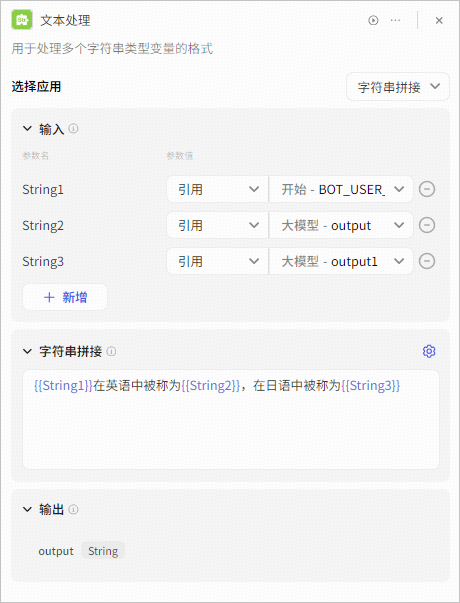 文本处理
用于处理多个字符串类型变量的格式
选择应用
字符串拼接
输入
参数名 参数值
String1 引用 开始 - BOT_USER_
String2 引用 大模型 - output
String3 引用 大模型 - output1
+ 新增
字符串拼接
{{String1}}在英语中被称为{{String2}}，在日语中被称为{{String3}}
输出
output String